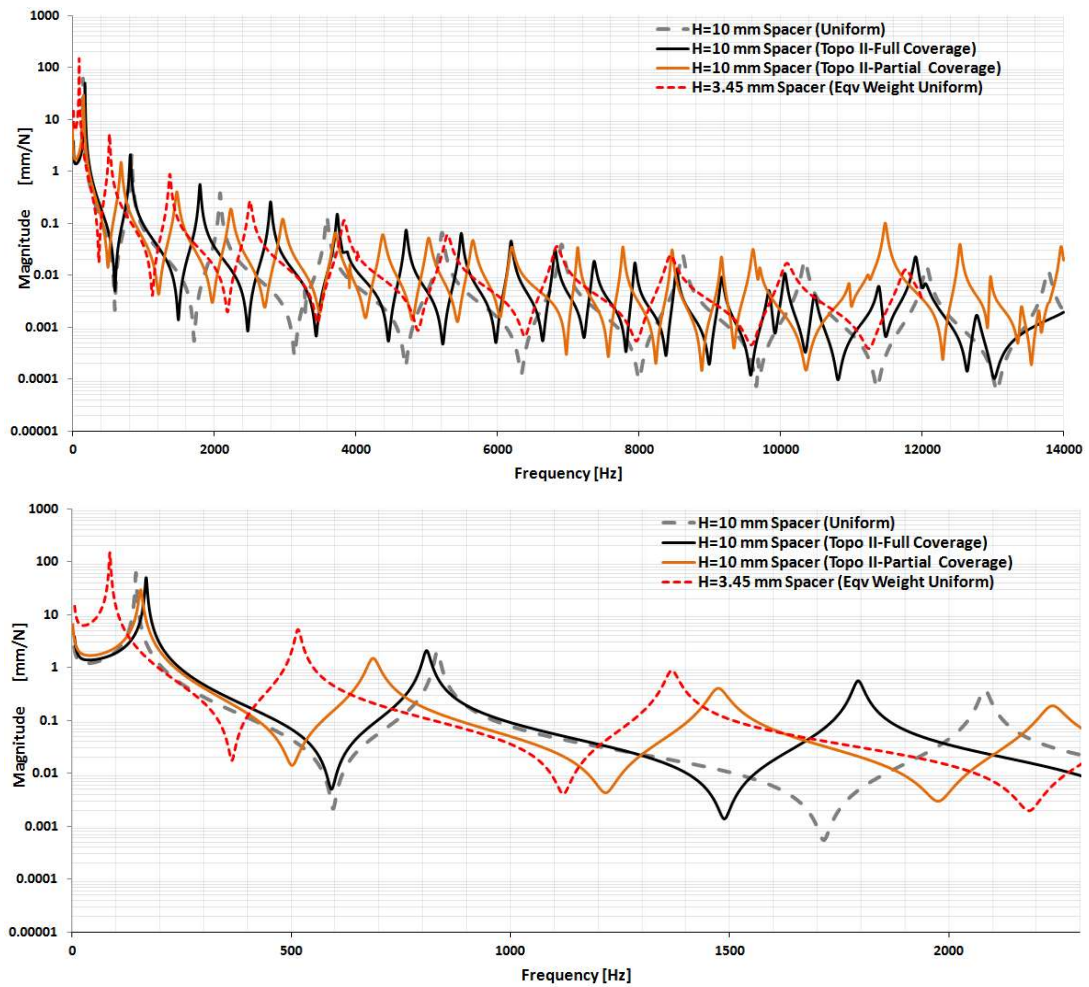 1000
100
10
1
0.1
0.01
0.001
0.0001
0.00001
Magnitude [mm/N]
H=10 mm Spacer (Uniform)
H=10 mm Spacer (Topo II-Full Coverage)
H=10 mm Spacer (Topo II-Partial Coverage)
H=3.45 mm Spacer (Eqv Weight Uniform)
0 2000 4000 6000 8000 10000 12000 14000
Frequency [Hz]
1000
100
10
1
0.1
0.01
0.001
0.0001
0.00001
Magnitude [mm/N]
H=10 mm Spacer (Uniform)
H=10 mm Spacer (Topo II-Full Coverage)
H=10 mm Spacer (Topo II-Partial Coverage)
H=3.45 mm Spacer (Eqv Weight Uniform)
0 500 1000 1500 2000
Frequency [Hz]